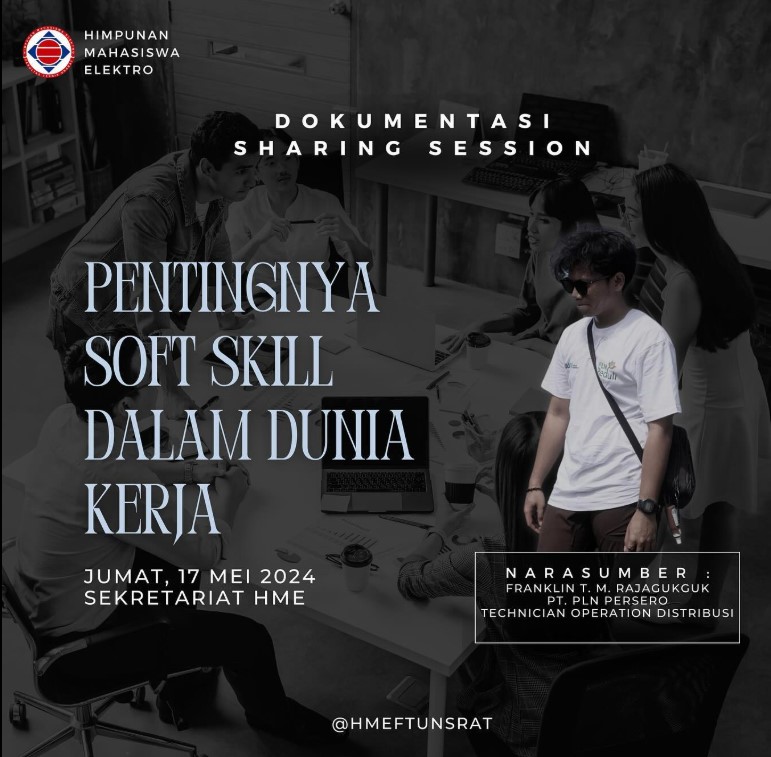 HIMPUNAN
MAHASISWA
ELEKTRO
DOKUMENTASI
SHARING SESSION
PENTINGNYA
SOFT SKILL
DALAM DUNIA
KERJA
JUMAT, 17 MEI 2024
SEKRETARIAT HME
NARASUMBER :
FRANKLIN T. M. RAJAGUKGUK
PT. PLN PERSERO
TECHNICIAN OPERATION DISTRIBUSI
@HMEFTUNSRAT